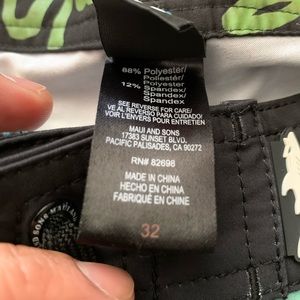 88% Polyester/
Poliéster/
Polyester
12% Spandex/
Spandex/
Spandex
SEE REVERSE FOR CARE/
VE AL REVERSO PARA CUIDADO/
VOIR L'ENVERS POUR ENTRETIEN
MAUI AND SONS
17383 SUNSET BLVD.
PACIFIC PALISADES, CA 90272
RN# 82698
MADE IN CHINA
HECHO EN CHINA
FABRIQUÉ EN CHINE
32